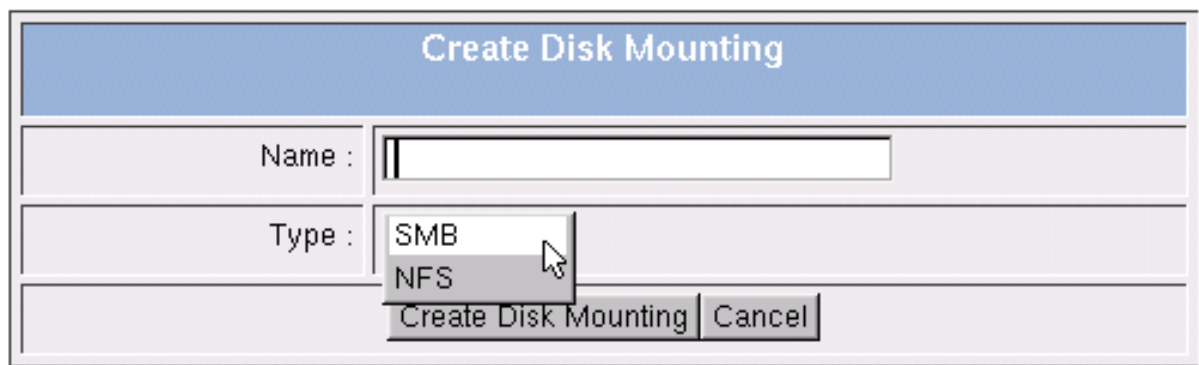 Create Disk Mounting
Name :
Type : SMB
NFS
Create Disk Mounting Cancel